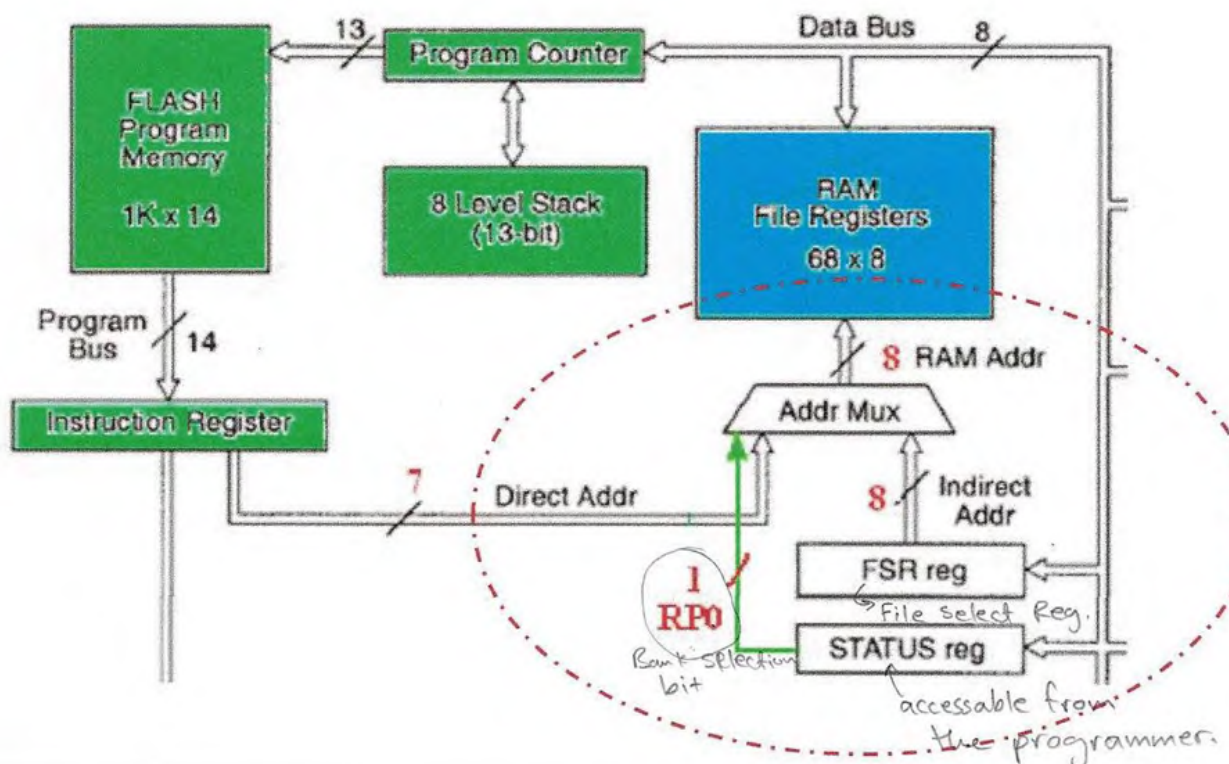 13
Program Counter
Data Bus
8
FLASH
Program
Memory
1K x 14
8 Level Stack
(13-bit)
RAM
File Registers
68 x 8
Program
Bus
14
8 RAM Addr
Addr Mux
Instruction Register
7
Direct Addr
8
Indirect
Addr
1
RP0
Bank selection
bit
FSR reg
File select Reg.
STATUS reg
accessable from
the programmer.